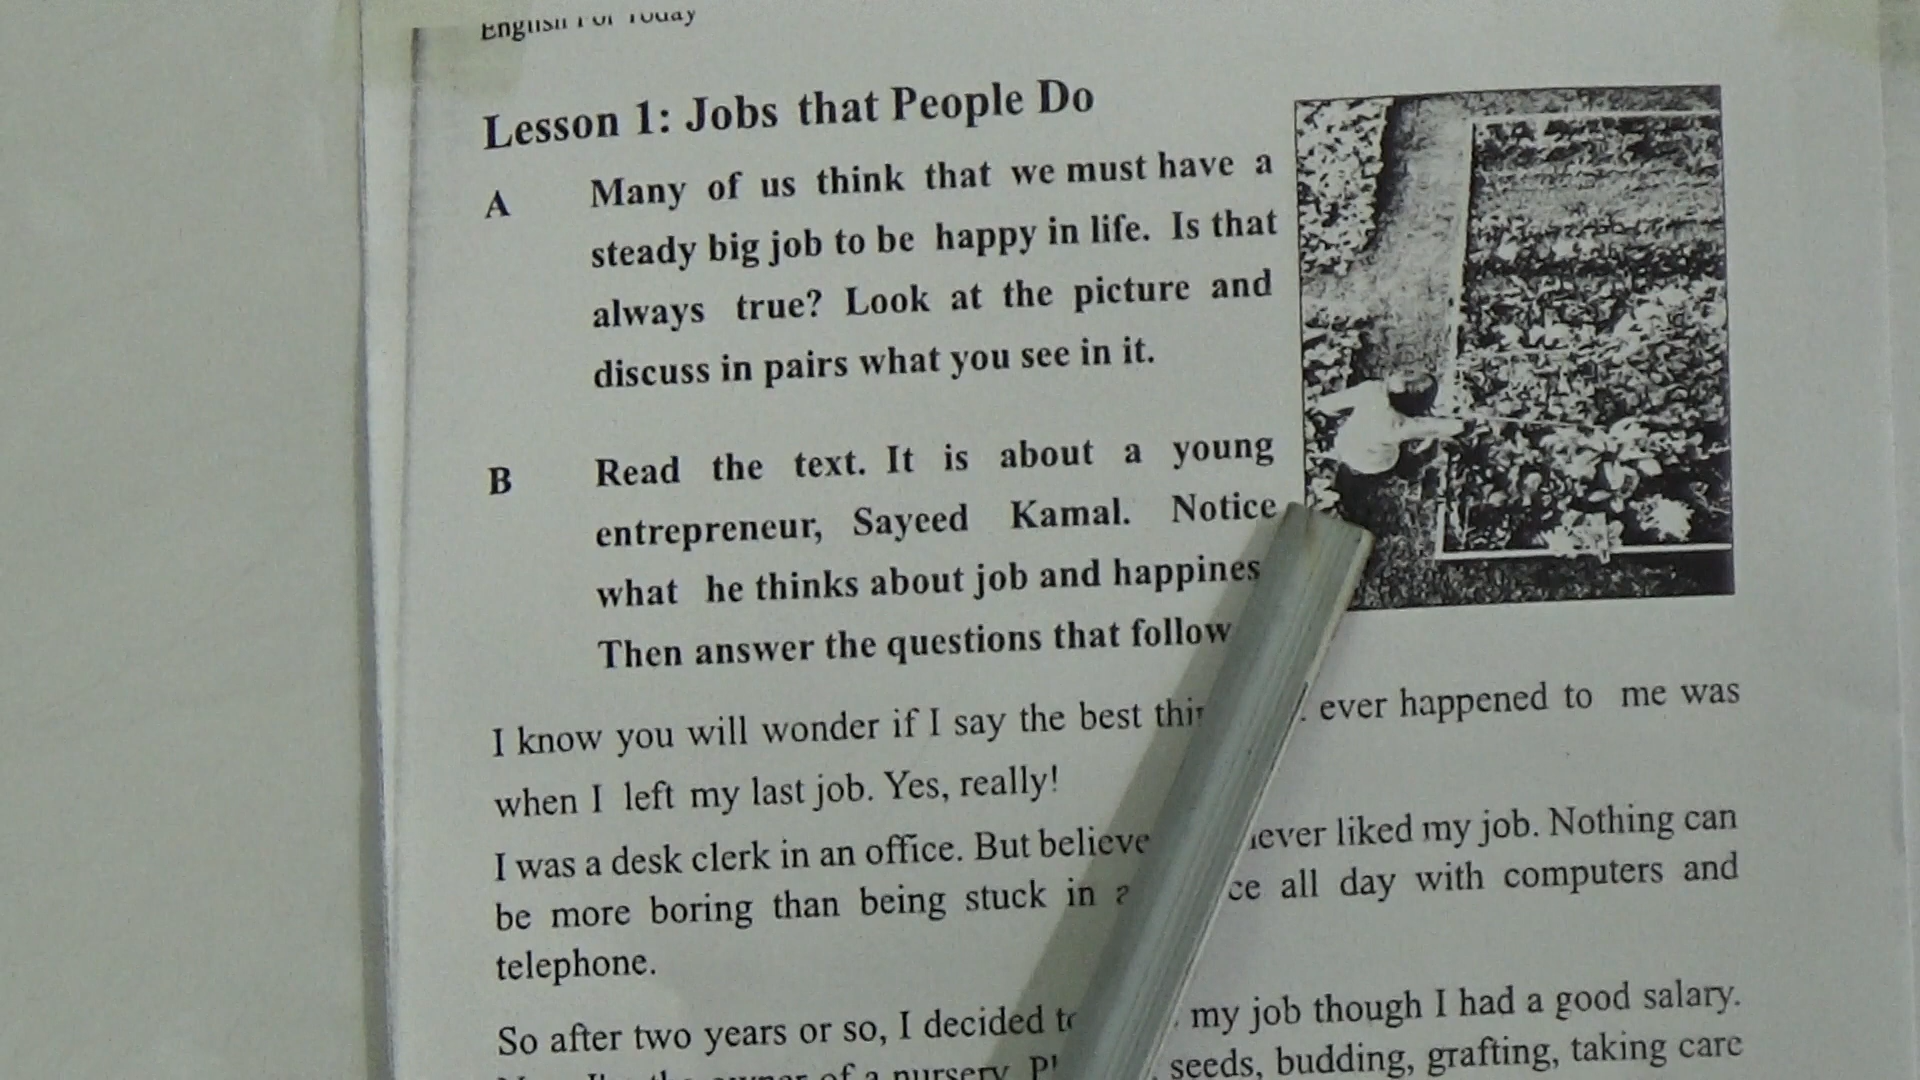 English For Today
Lesson 1: Jobs that People Do
A Many of us think that we must have a
steady big job to be happy in life. Is that
always true? Look at the picture and
discuss in pairs what you see in it.
B Read the text. It is about a young
entrepreneur, Sayeed Kamal. Notice
what he thinks about job and happines
Then answer the questions that follow
I know you will wonder if I say the best ever happened to me was
when I left my last job. Yes, really!
I was a desk clerk in an office. But believe liked my job. Nothing can
be more boring than being stuck in all day with computers and
telephone.
So after two years or so, I decided my job though I had a good salary.
owner of a nursery. seeds, budding, grafting, taking care